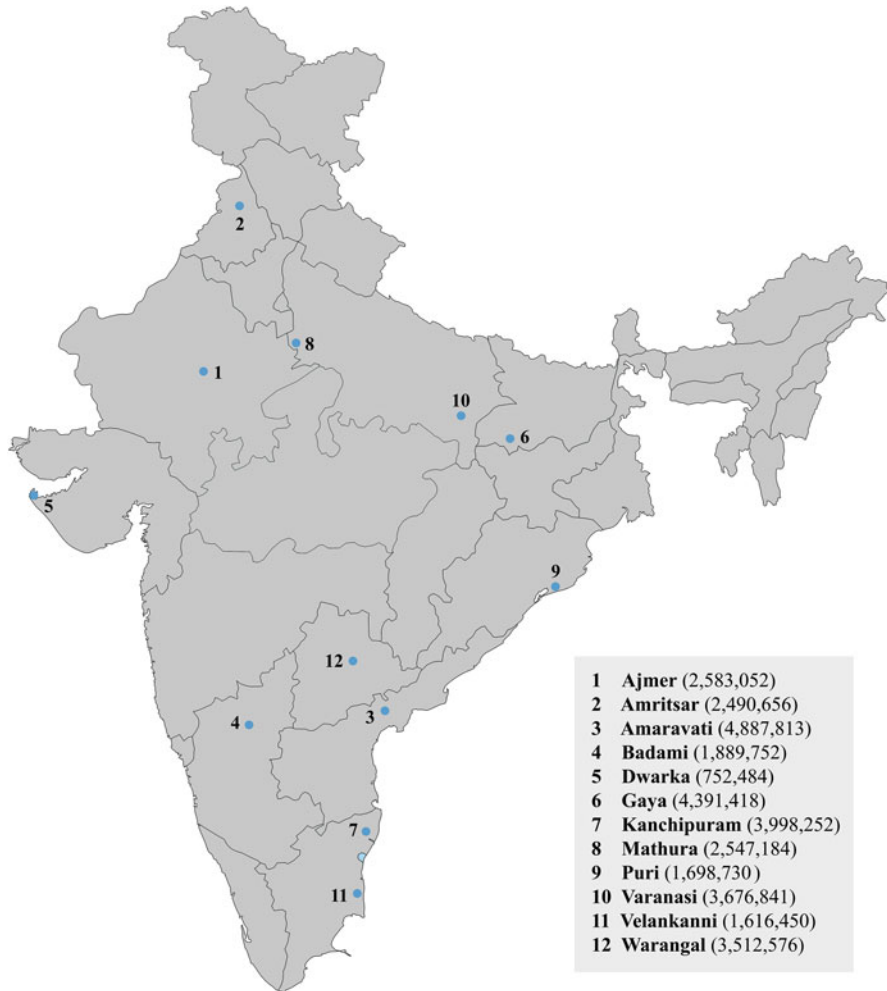 2
8
1
10
6
5
9
12
4
3
7
11
1 Ajmer (2,583,052)
2 Amritsar (2,490,656)
3 Amaravati (4,887,813)
4 Badami (1,889,752)
5 Dwarka (752,484)
6 Gaya (4,391,418)
7 Kanchipuram (3,998,252)
8 Mathura (2,547,184)
9 Puri (1,698,730)
10 Varanasi (3,676,841)
11 Velankanni (1,616,450)
12 Warangal (3,512,576)